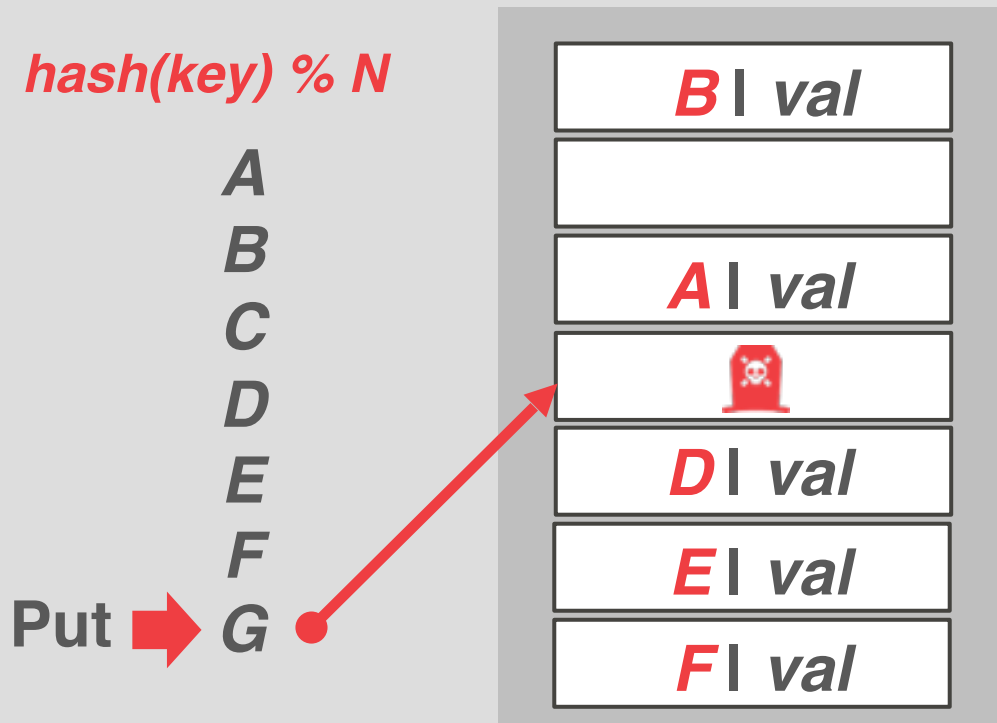 hash(key) % N
A
B
C
D
E
F
Put G
B | val
A | val
D | val
E | val
F | val